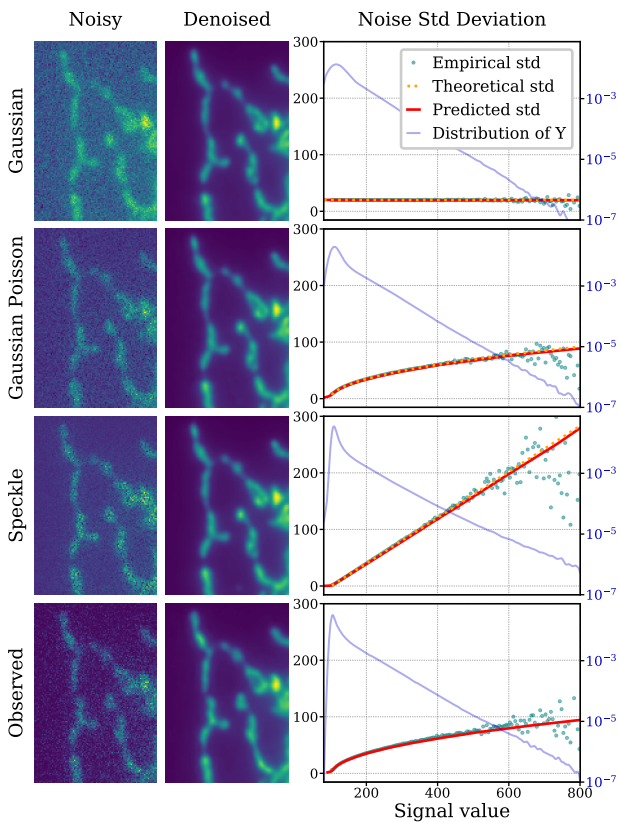 Noisy Denoised Noise Std Deviation
Gaussian
300
200
100
0
Empirical std
Theoretical std
Predicted std
Distribution of Y
10−3
10−5
10−7
Gaussian Poisson
300
200
100
0
10−3
10−5
10−7
Speckle
300
200
100
0
10−3
10−5
10−7
Observed
300
200
100
0
10−3
10−5
10−7
200 400 600 800
Signal value